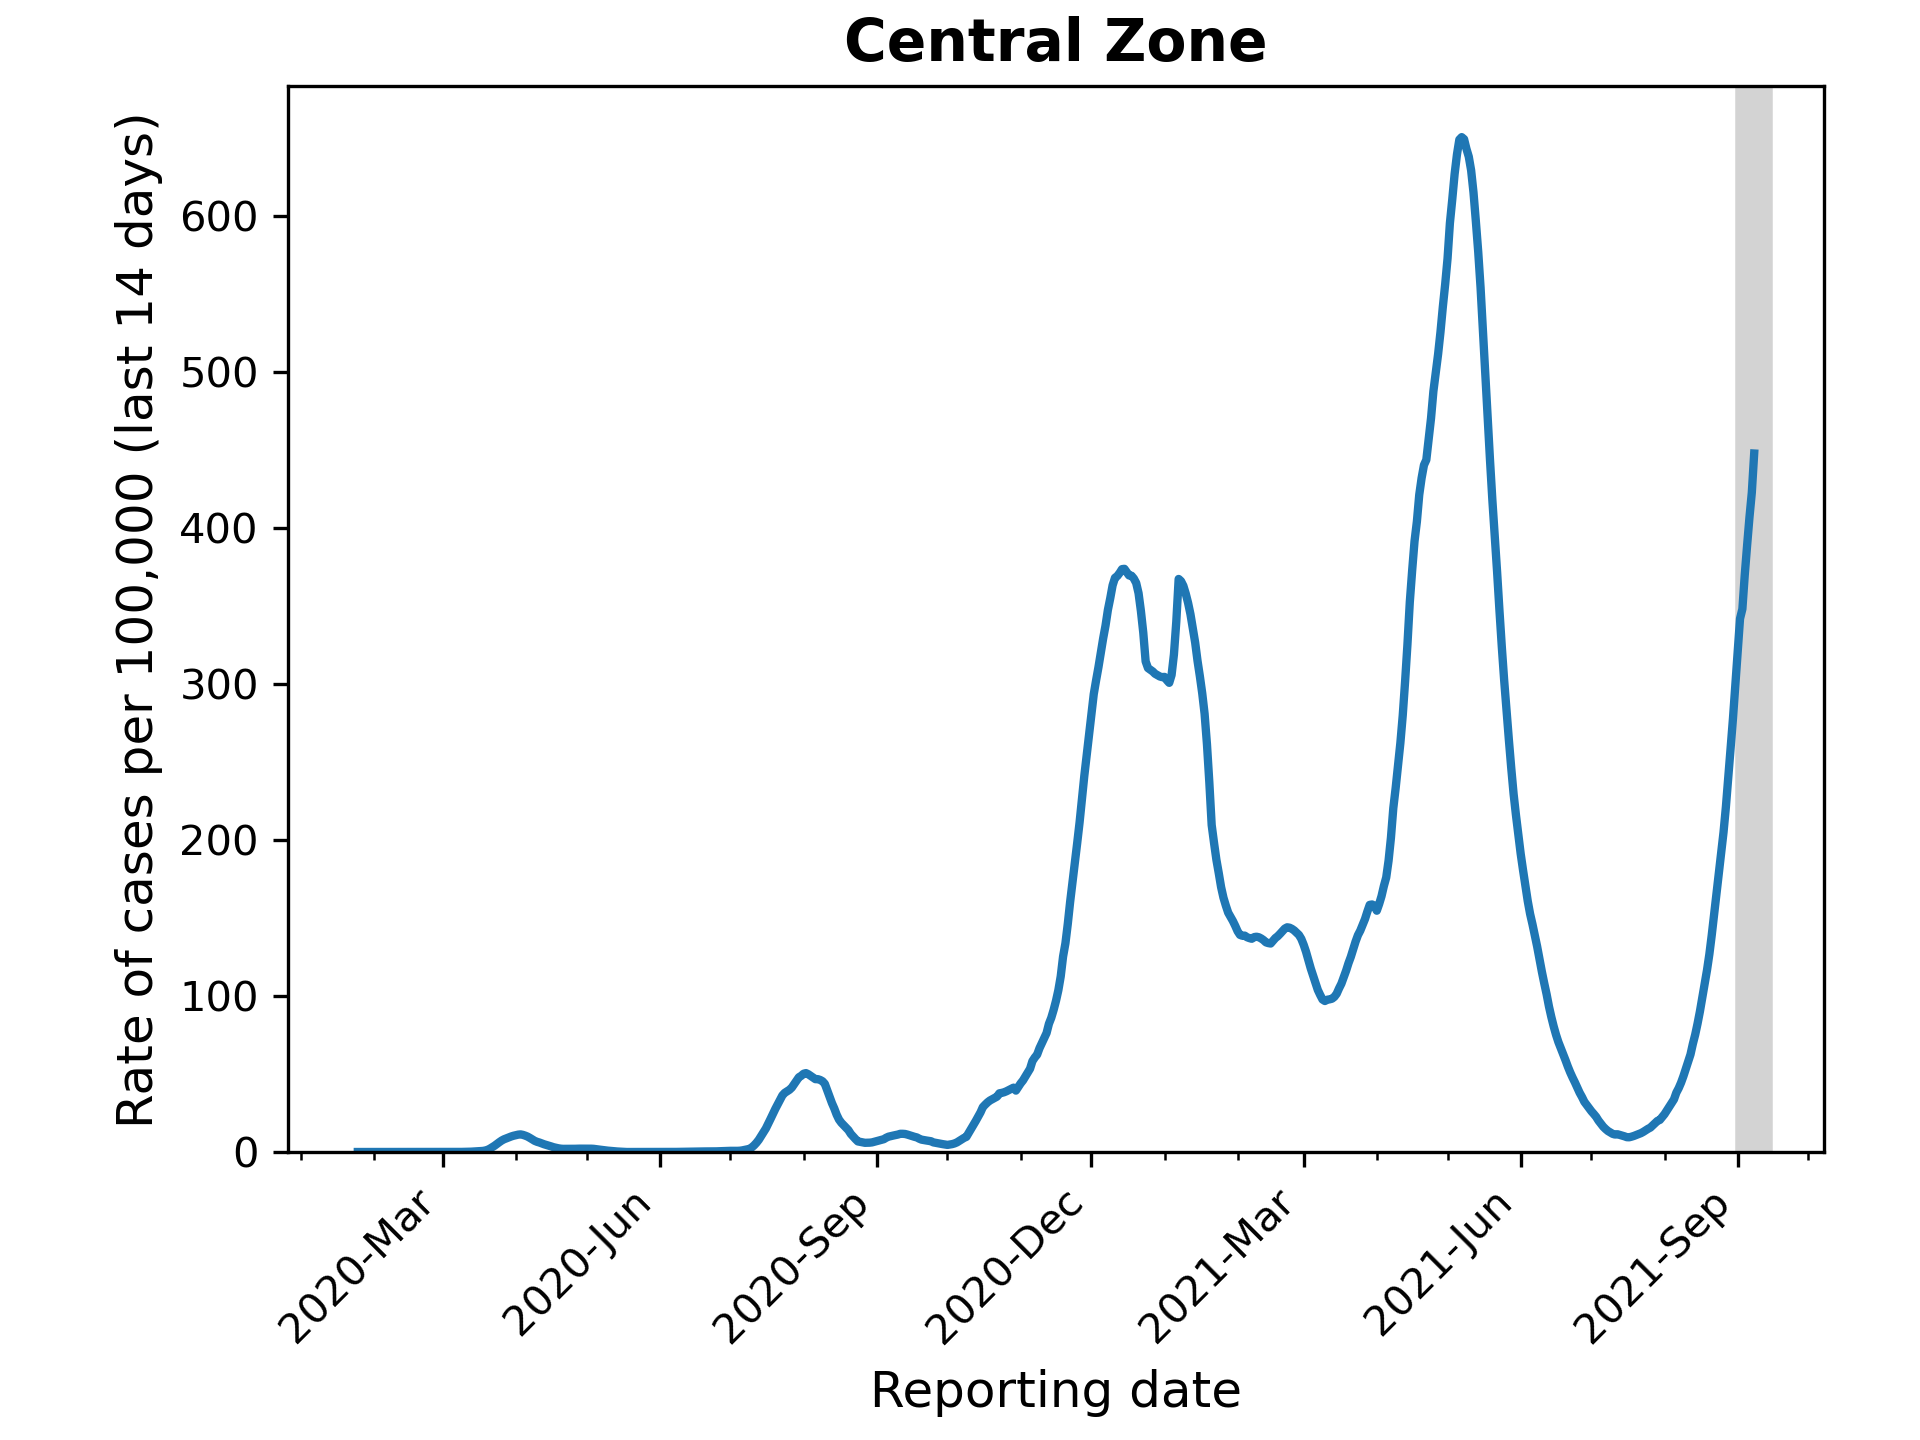 Central Zone
Rate of cases per 100,000 (last 14 days)
600
500
400
300
200
100
0
2020-Mar
2020-Jun
2020-Sep
2020-Dec
2021-Mar
2021-Jun
2021-Sep
Reporting date